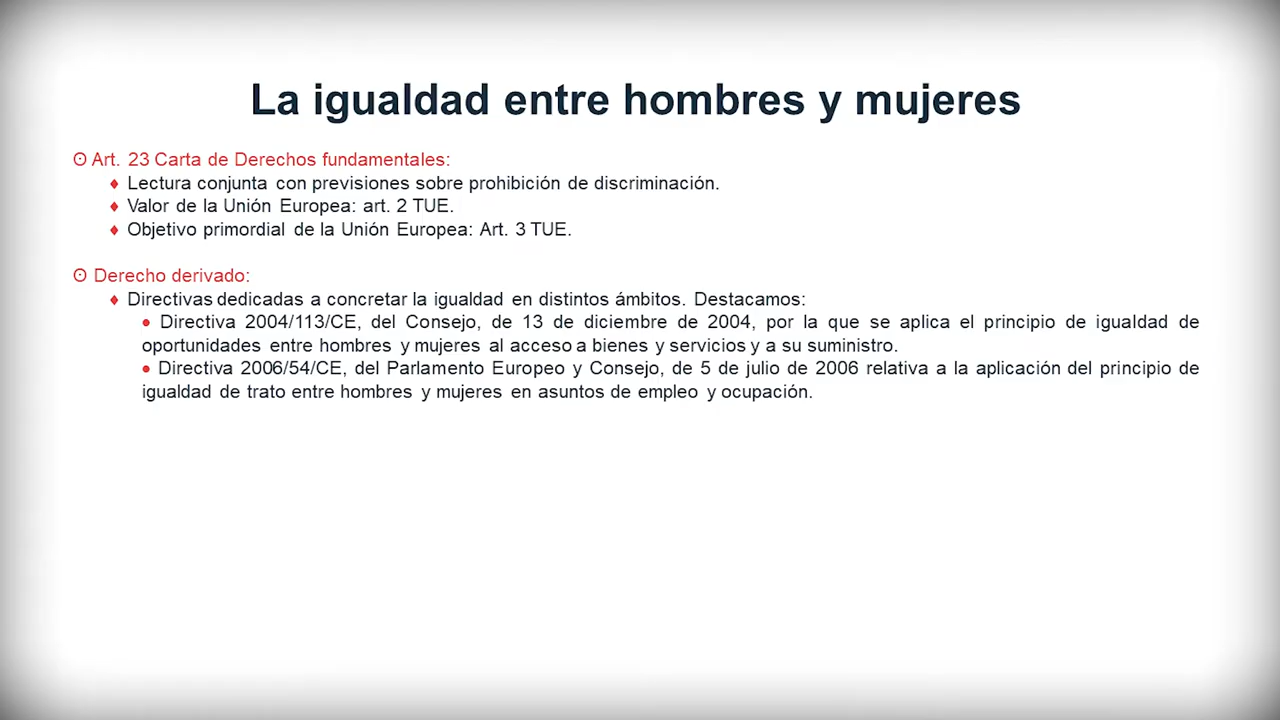 La igualdad entre hombres y mujeres
Art. 23 Carta de Derechos fundamentales:
Lectura conjunta con previsiones sobre prohibición de discriminación.
Valor de la Unión Europea: art. 2 TUE.
Objetivo primordial de la Unión Europea: Art. 3 TUE.
Derecho derivado:
Directivas dedicadas a concretar la igualdad en distintos ámbitos. Destacamos:
Directiva 2004/113/CE, del Consejo, de 13 de diciembre de 2004, por la que se aplica el principio de igualdad de
oportunidades entre hombres y mujeres al acceso a bienes y servicios y a su suministro.
Directiva 2006/54/CE, del Parlamento Europeo y Consejo, de 5 de julio de 2006 relativa a la aplicación del principio de
igualdad de trato entre hombres y mujeres en asuntos de empleo y ocupación.